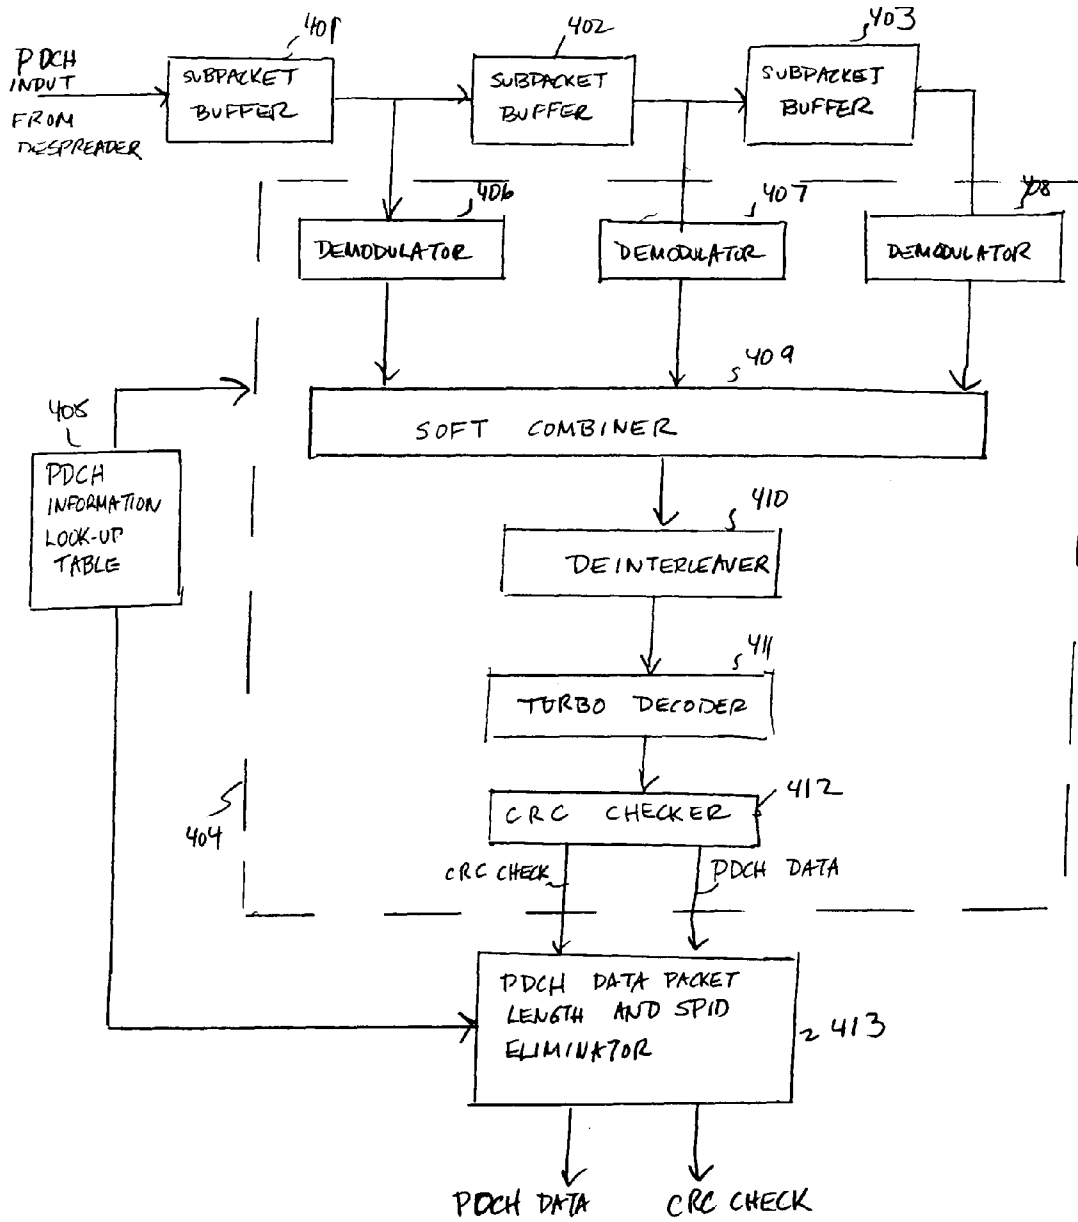 401
402
403
PDCH
INPUT
FROM
DESPREADER
SUBPACKET
BUFFER
SUBPACKET
BUFFER
SUBPACKET
BUFFER
406
407
408
DEMODULATOR
DEMODULATOR
DEMODULATOR
409
SOFT COMBINER
405
PDCH
INFORMATION
LOOK-UP
TABLE
410
DEINTERLEAVER
411
TURBO DECODER
412
CRC CHECKER
404
CRC CHECK
PDCH DATA
PDCH DATA PACKET
LENGTH AND SPID
ELIMINATOR
413
PDCH DATA
CRC CHECK